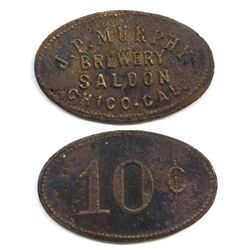 J.P. MURPHY
BREWERY
SALOON
CHICO.CAL.
10¢